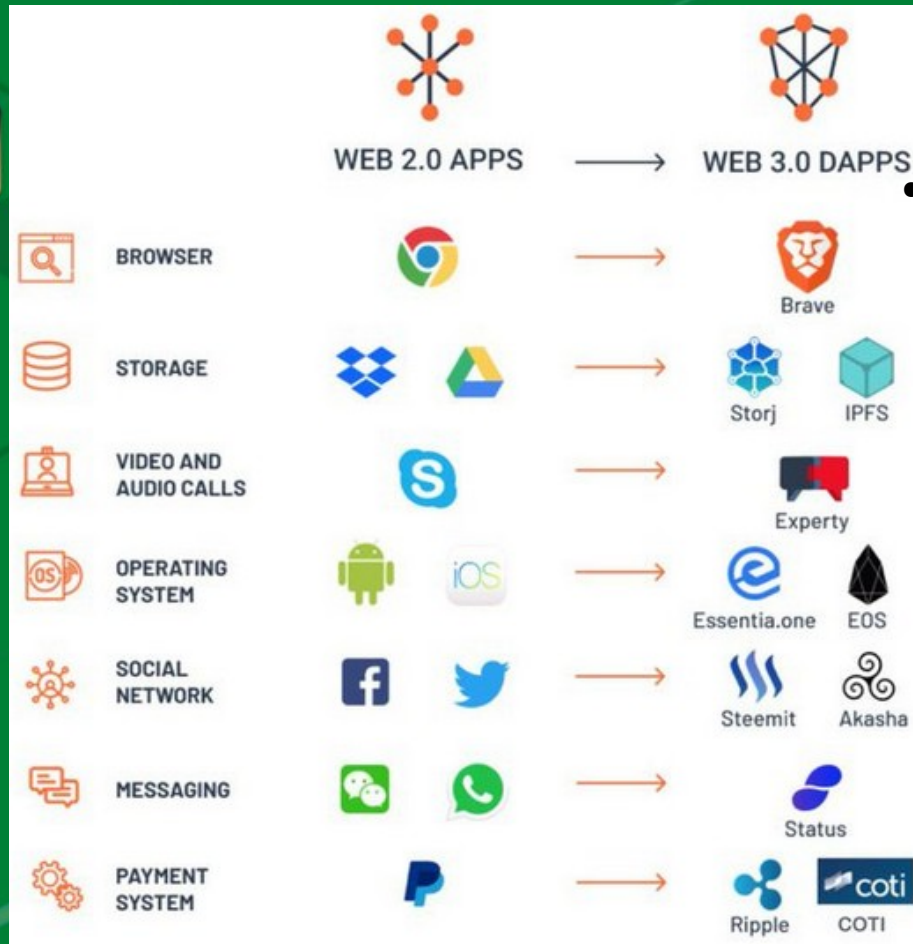 WEB 2.0 APPS
WEB 3.0 DAPPS
BROWSER
Brave
STORAGE
Storj
IPFS
VIDEO AND
AUDIO CALLS
S
Experty
OS
OPERATING
SYSTEM
iOS
Essentia.one
EOS
SOCIAL
NETWORK
f
Steemit
Akasha
MESSAGING
Status
PAYMENT
SYSTEM
P
Ripple
coti
COTI